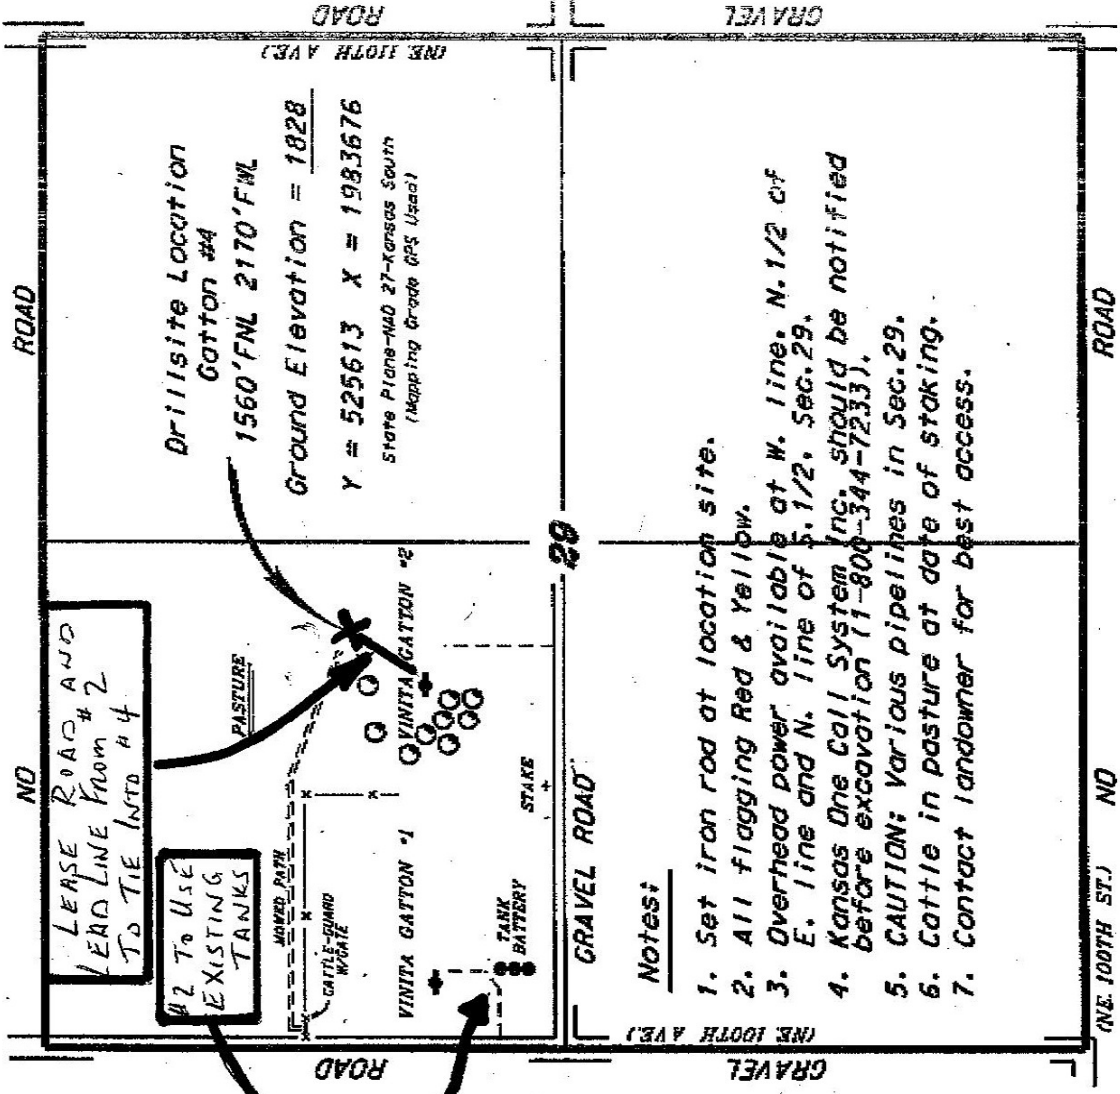 NO ROAD
ROAD
GRAVEL
(NE 110TH AVE.)
LEASE ROAD AND
LEAD LINE FROM #2
TO TIE INTO #4
#2 TO USE
EXISTING
TANKS
PASTURE
MOWED PATH
CATTLE-GUARD
W/GATE
VINITA GATTON #1
VINITA GATTON #2
TANK
BATTERY
STAKE
Drillsite Location
Gatton #4
1560'FNL 2170'FWL
Ground Elevation = 1828
Y = 525613 X = 1983676
State Plane-NAD 27-Kansas South
(Mapping Grade GPS Used)
29
GRAVEL ROAD
Notes:
1. Set iron rod at location site.
2. All flagging Red & Yellow.
3. Overhead power available at W. line. N.1/2 of
E. line and N. line of S.1/2. Sec.29.
4. Kansas One Call System Inc. should be notified
before excavation (1-800-344-7233).
5. CAUTION: Various pipelines in Sec.29.
6. Cattle in pasture at date of staking.
7. Contact landowner for best access.
ROAD
GRAVEL
(NE 100TH AVE.)
(NE. 100TH ST.) NO ROAD